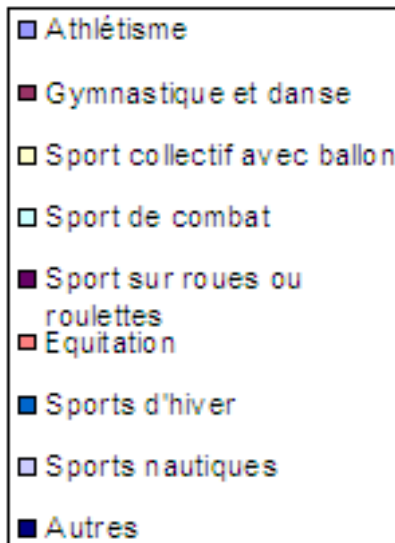 Athlétisme
Gymnastique et danse
Sport collectif avec ballon
Sport de combat
Sport sur roues ou
roulettes
Equitation
Sports d'hiver
Sports nautiques
Autres